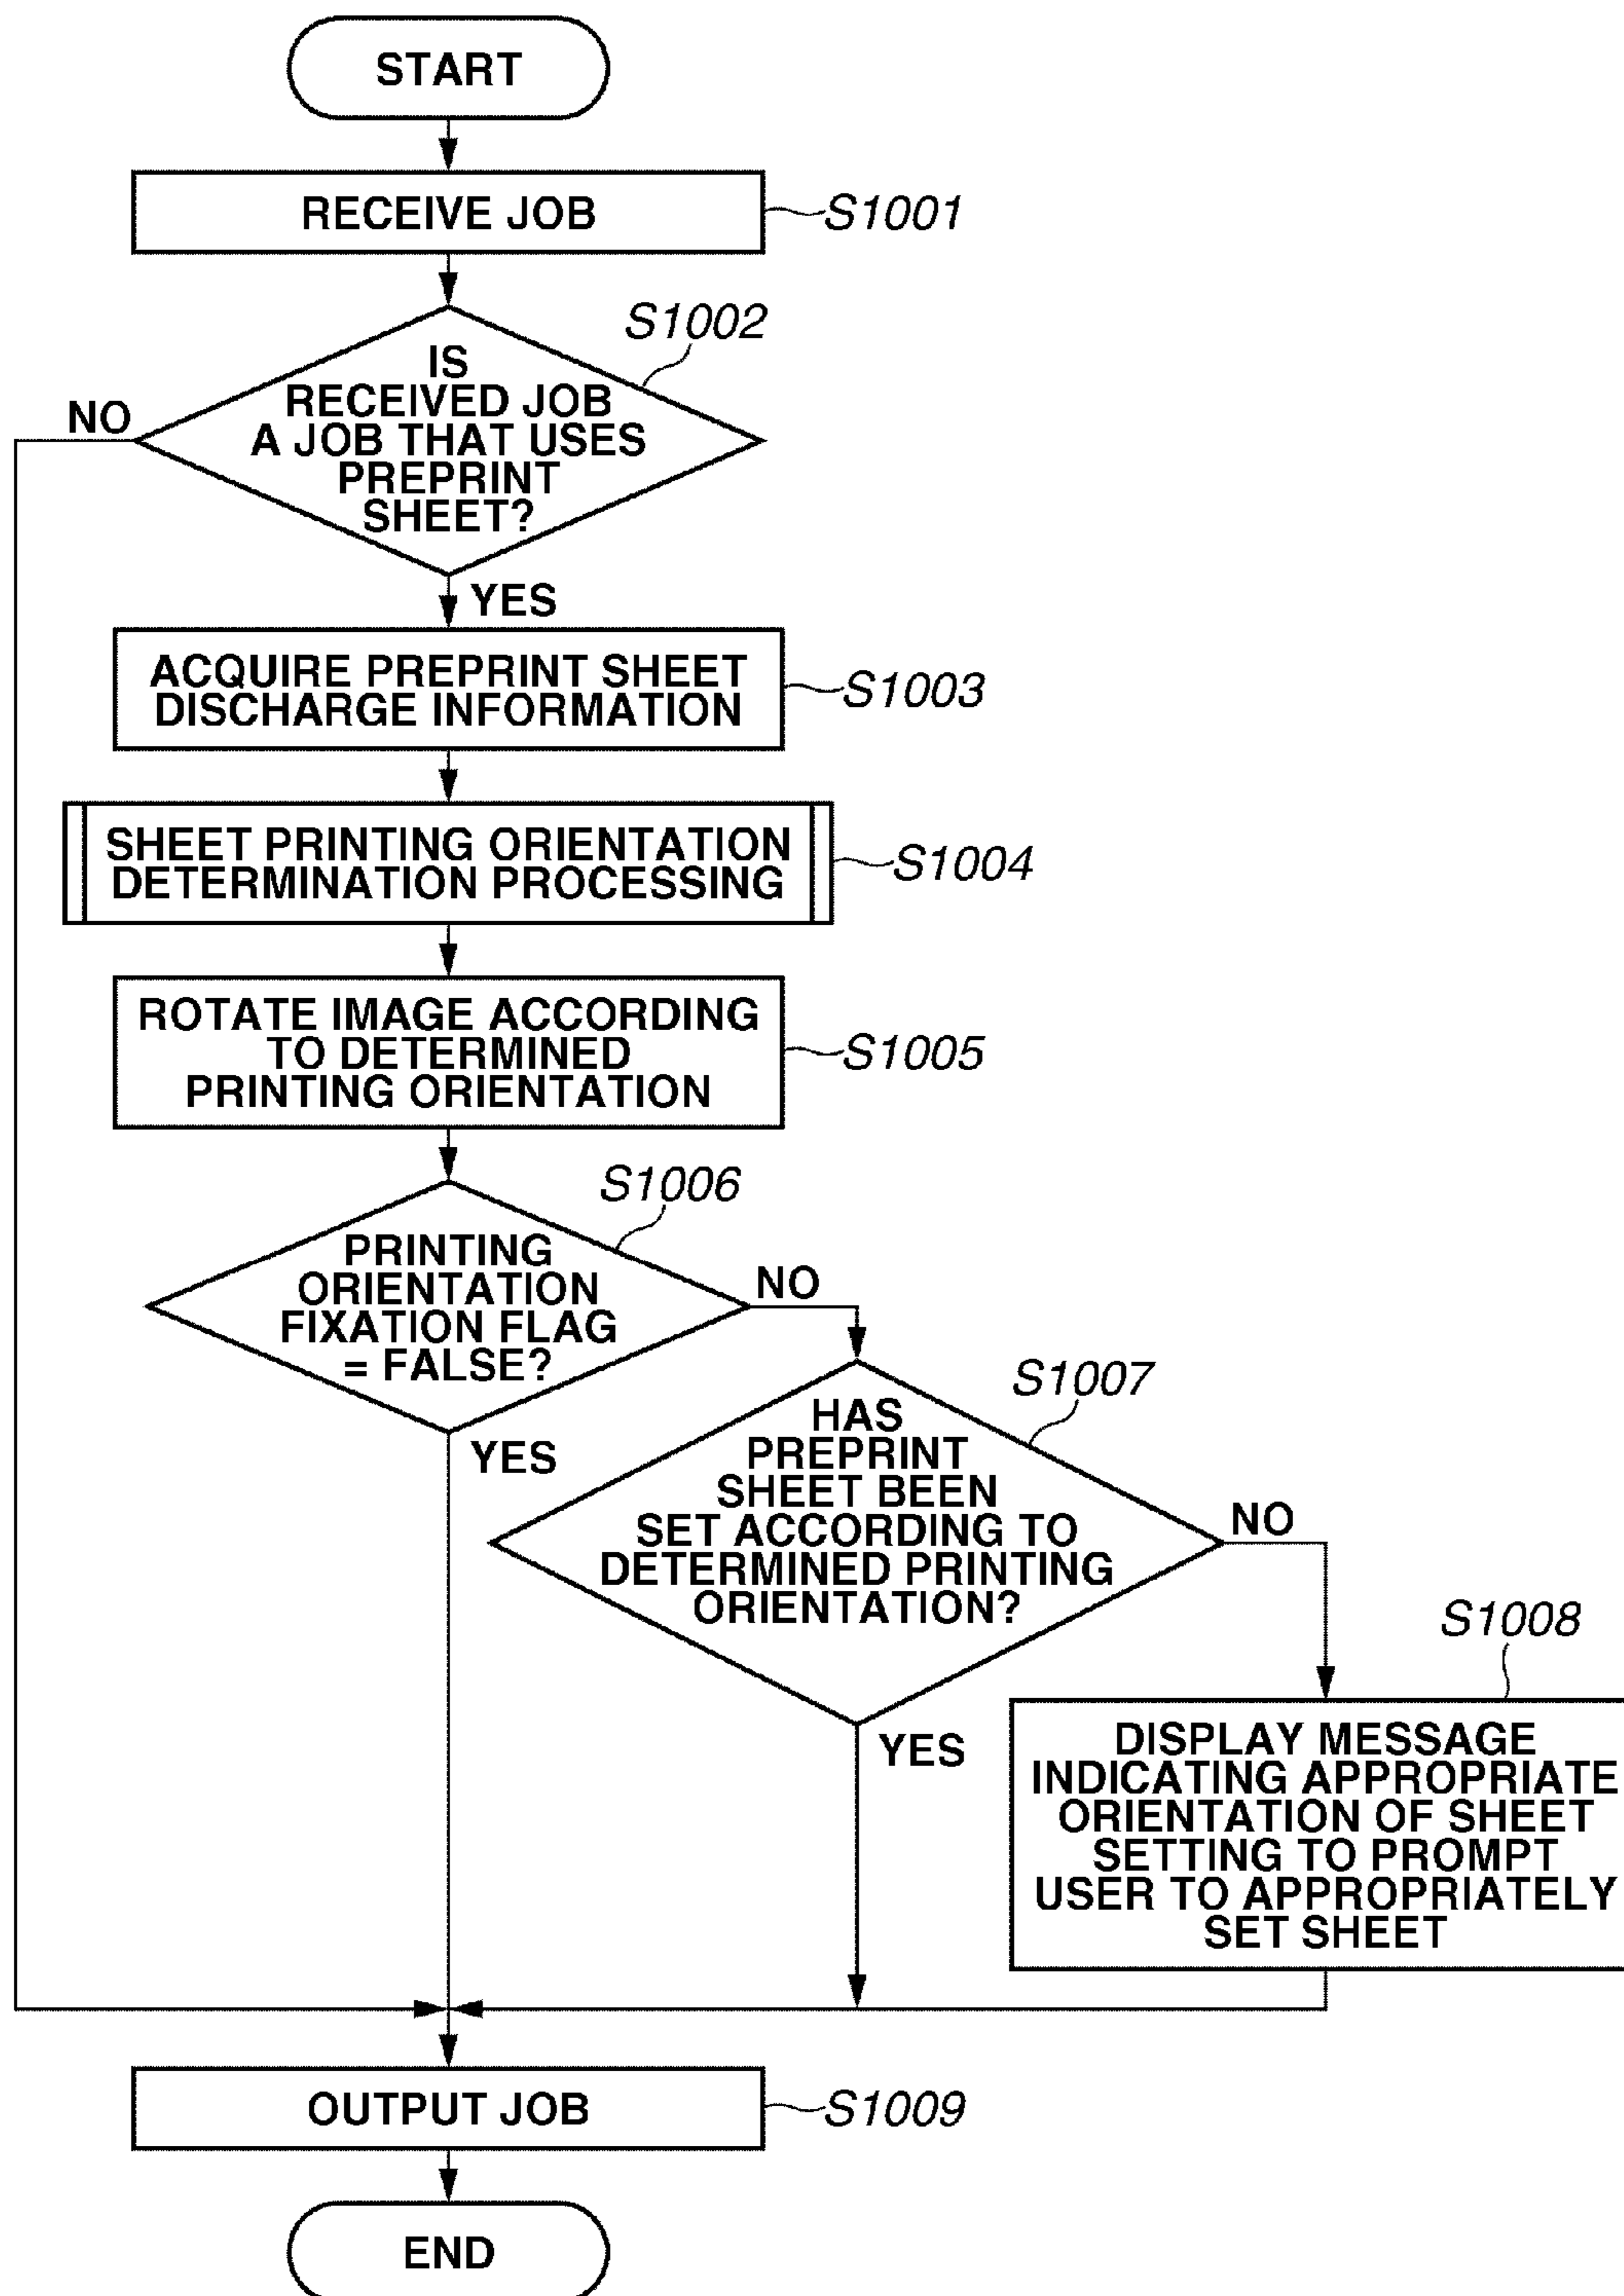 START
RECEIVE JOB
S1001
S1002
IS
RECEIVED JOB
A JOB THAT USES
PREPRINT
SHEET?
NO
YES
ACQUIRE PREPRINT SHEET
DISCHARGE INFORMATION
S1003
SHEET PRINTING ORIENTATION
DETERMINATION PROCESSING
S1004
ROTATE IMAGE ACCORDING
TO DETERMINED
PRINTING ORIENTATION
S1005
S1006
PRINTING
ORIENTATION
FIXATION FLAG
= FALSE?
NO
YES
S1007
HAS
PREPRINT
SHEET BEEN
SET ACCORDING TO
DETERMINED PRINTING
ORIENTATION?
NO
YES
S1008
DISPLAY MESSAGE
INDICATING APPROPRIATE
ORIENTATION OF SHEET
SETTING TO PROMPT
USER TO APPROPRIATELY
SET SHEET
OUTPUT JOB
S1009
END